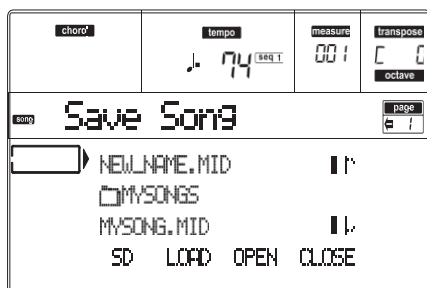 chord tempo measure transpose
♩. 74 seq 1 001 C 0
octave
song Save Song page
⇦ 1
NEW_NAME.MID
MYSONGS
MYSONG.MID
SD LOAD OPEN CLOSE